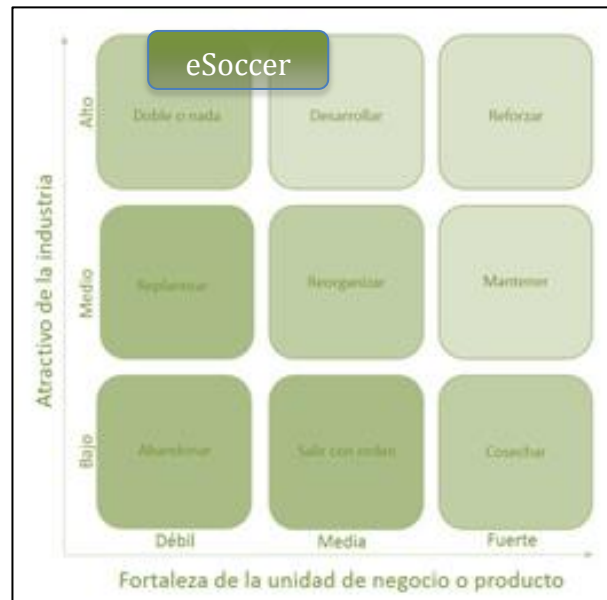 eSoccer
Alto
Doble o nada
Desarrollar
Reforzar
Atractivo de la industria
Medio
Replantear
Reorganizar
Mantener
Bajo
Abandonar
Salir con orden
Cosechar
Débil
Media
Fuerte
Fortaleza de la unidad de negocio o producto